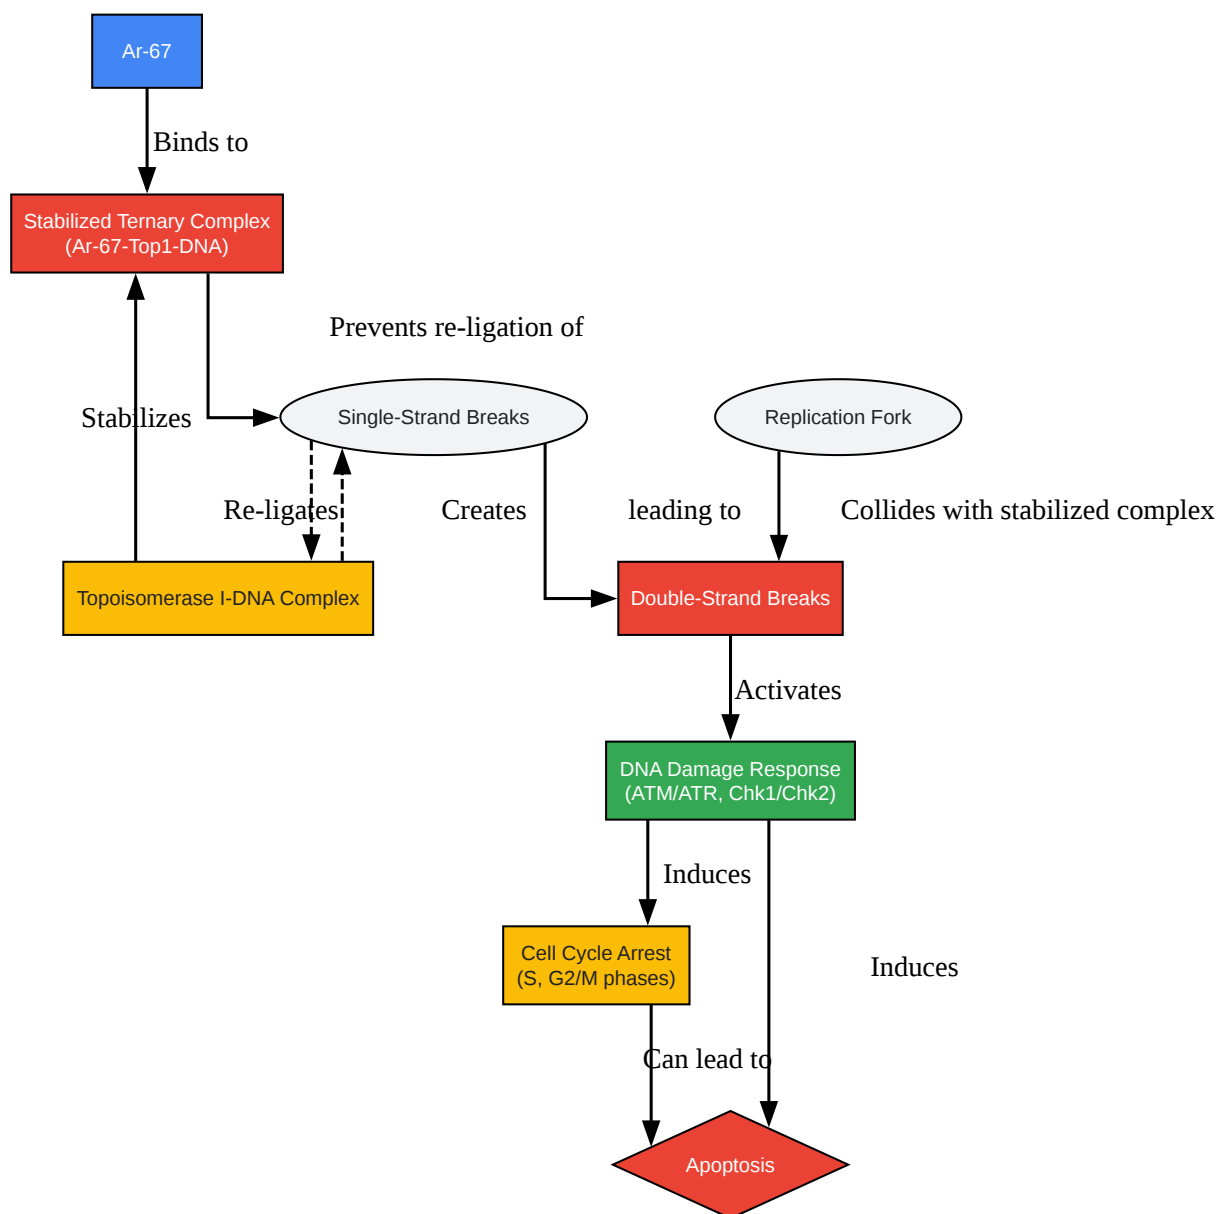 Ar-67
Binds to
Stabilized Ternary Complex
(Ar-67-Top1-DNA)
Prevents re-ligation of
Stabilizes
Single-Strand Breaks
Replication Fork
Re-ligates
Creates
leading to
Collides with stabilized complex
Topoisomerase I-DNA Complex
Double-Strand Breaks
Activates
DNA Damage Response
(ATM/ATR, Chk1/Chk2)
Induces
Cell Cycle Arrest
(S, G2/M phases)
Induces
Can lead to
Apoptosis